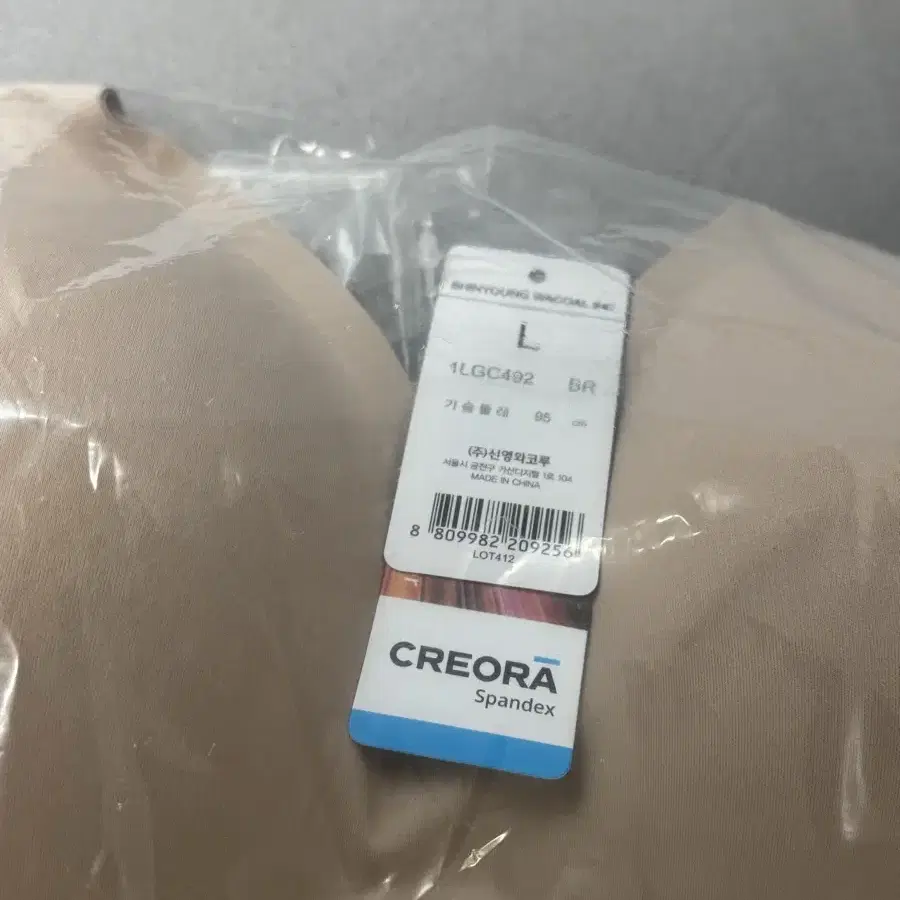 SHINYOUNG WACOAL INC
L
1LGC492 BR
가슴둘레 95 cm
(주)신영와코루
서울시 금천구 가산디지털 1로 104
MADE IN CHINA
8 809982 209256
LOT412
CREORA
Spandex